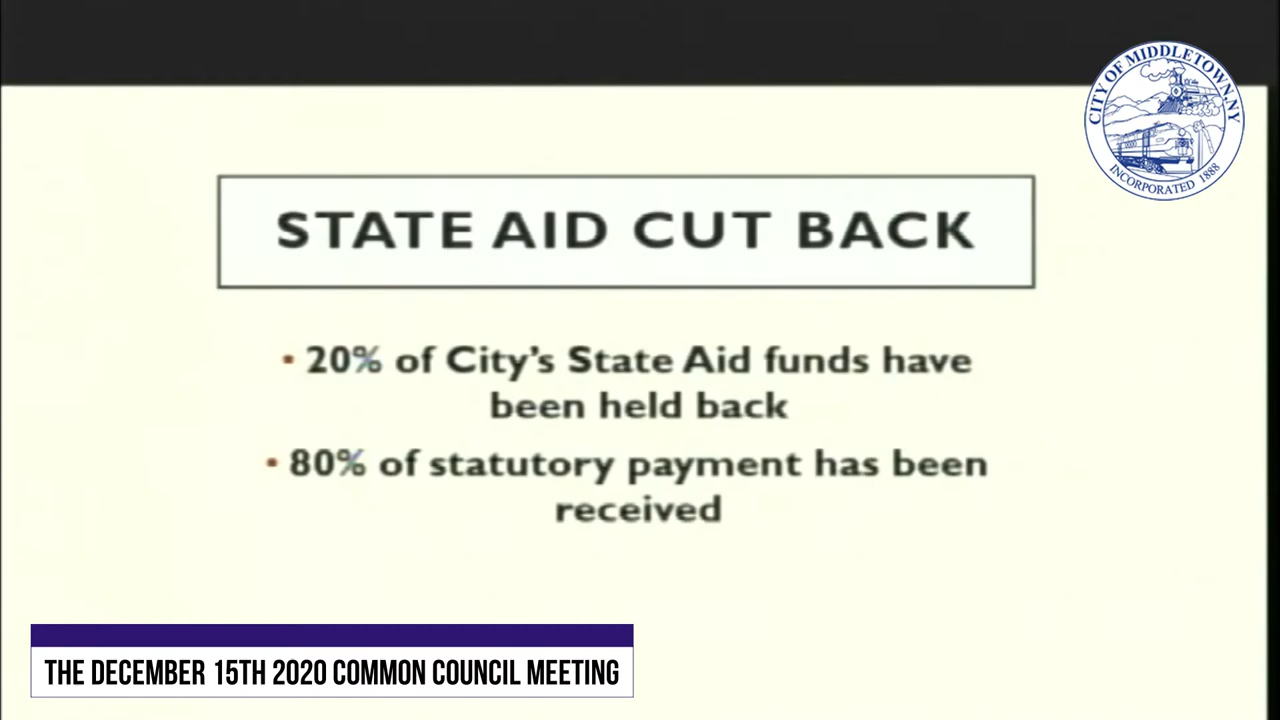 CITY OF MIDDLETOWN, NY
INCORPORATED 1888
STATE AID CUT BACK
• 20% of City’s State Aid funds have
been held back
• 80% of statutory payment has been
received
THE DECEMBER 15TH 2020 COMMON COUNCIL MEETING